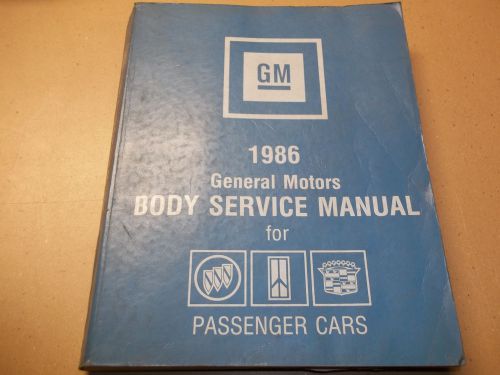 GM
1986
General Motors
BODY SERVICE MANUAL
for
PASSENGER CARS